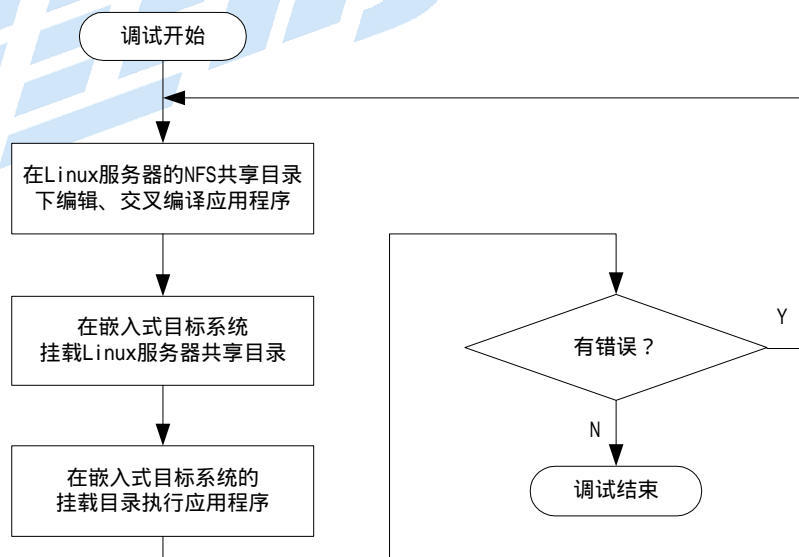 调试开始
在Linux服务器的NFS共享目录
下编辑、交叉编译应用程序
在嵌入式目标系统
挂载Linux服务器共享目录
在嵌入式目标系统的
挂载目录执行应用程序
有错误？
Y
N
调试结束